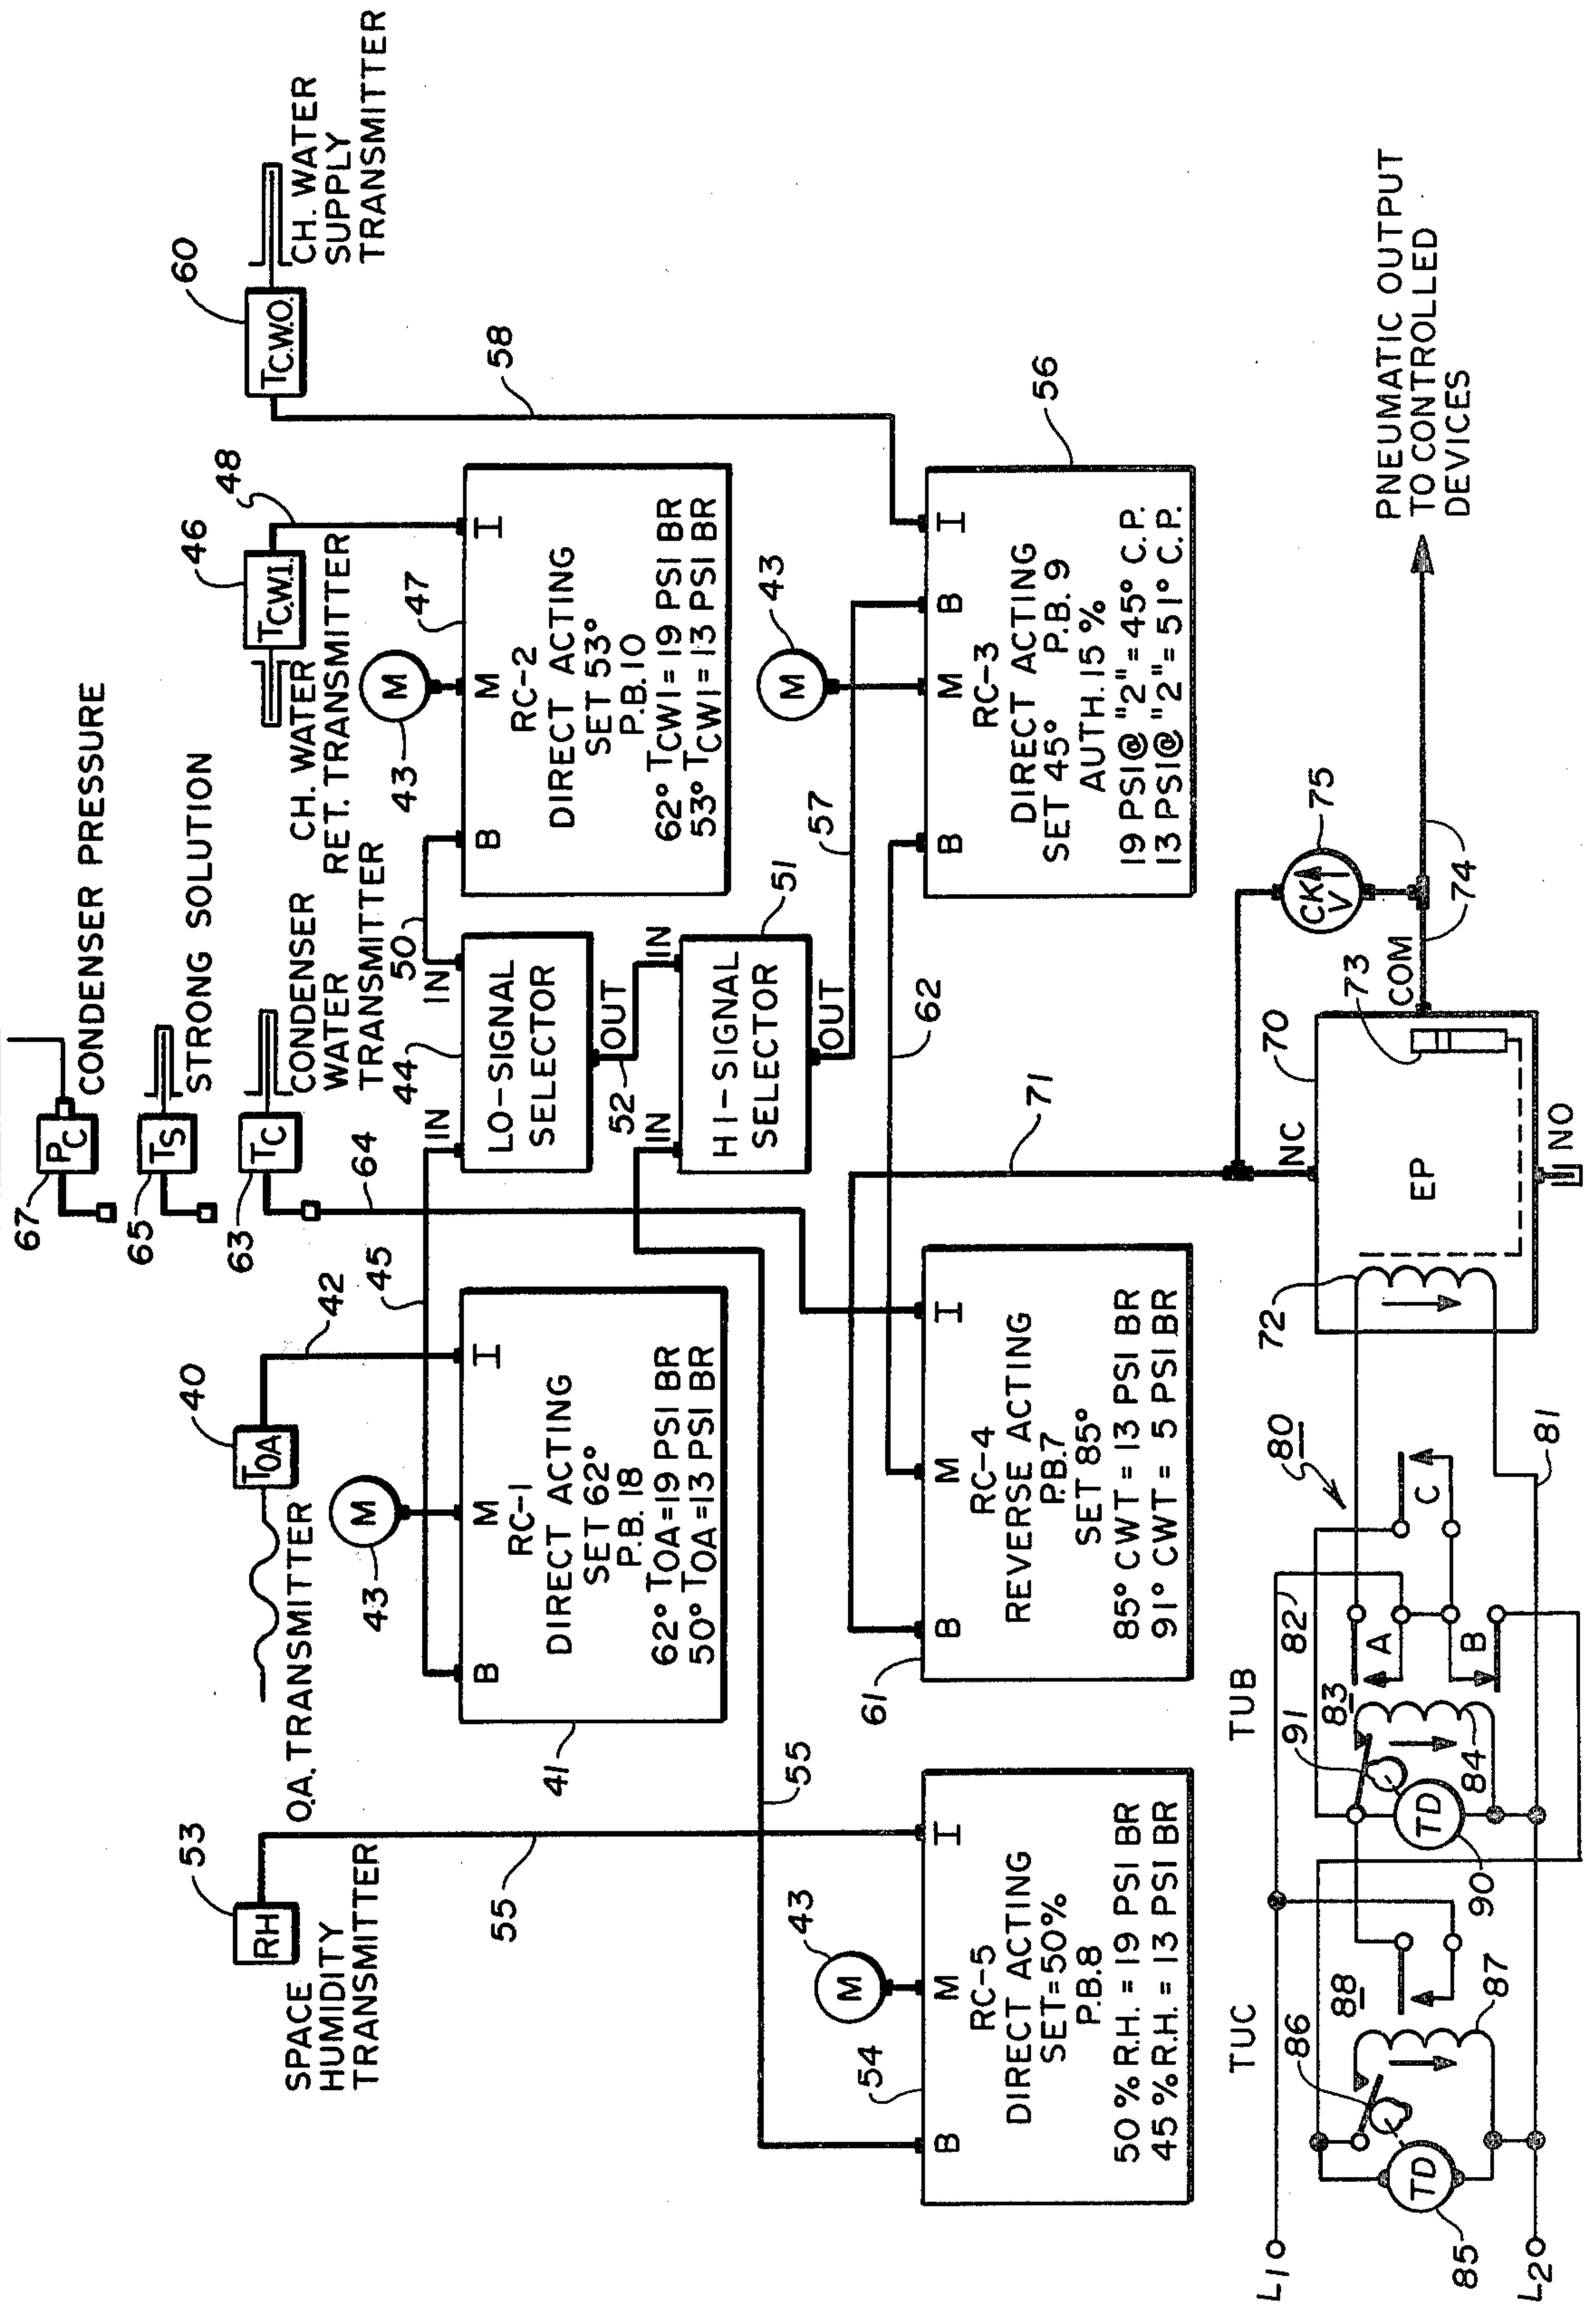 67
PC
CONDENSER PRESSURE
65
TS
STRONG SOLUTION
63
TC
CONDENSER
WATER
TRANSMITTER
64
53
RH
SPACE
HUMIDITY
TRANSMITTER
55
40
TOA
O.A. TRANSMITTER
42
45
46
TC.W.I.
CH. WATER
RET. TRANSMITTER
48
60
TC.W.O.
CH. WATER
SUPPLY
TRANSMITTER
58
M
43
41
B M I
RC-1
DIRECT ACTING
SET 62°
P.B. 18
62° TOA=19 PSI BR
50° TOA=13 PSI BR
44
IN
IN
50
LO-SIGNAL
SELECTOR
OUT
52
M
43
47
B M I
RC-2
DIRECT ACTING
SET 53°
P.B. 10
62° TCWI=19 PSI BR
53° TCWI=13 PSI BR
IN
IN
51
HI-SIGNAL
SELECTOR
OUT
57
55
M
43
54
B M I
RC-5
DIRECT ACTING
SET=50%
P.B.8
50% R.H. = 19 PSI BR
45% R.H. = 13 PSI BR
61
B M I
RC-4
REVERSE ACTING
P.B.7
SET 85°
85° CWT = 13 PSI BR
91° CWT = 5 PSI BR
62
71
M
43
56
B M B I
RC-3
DIRECT ACTING
SET 45° P.B. 9
AUTH. 15 %
19 PSI@ "2"= 45° C.P.
13 PSI@ "2"= 51° C.P.
L1
L2
TUC
85
TD
86
87
88
TUB
90
TD
91
84
83
82
A
B
C
80
81
72
70
EP
NC
NO
COM
73
74
CK
V
75
PNEUMATIC OUTPUT
TO CONTROLLED
DEVICES